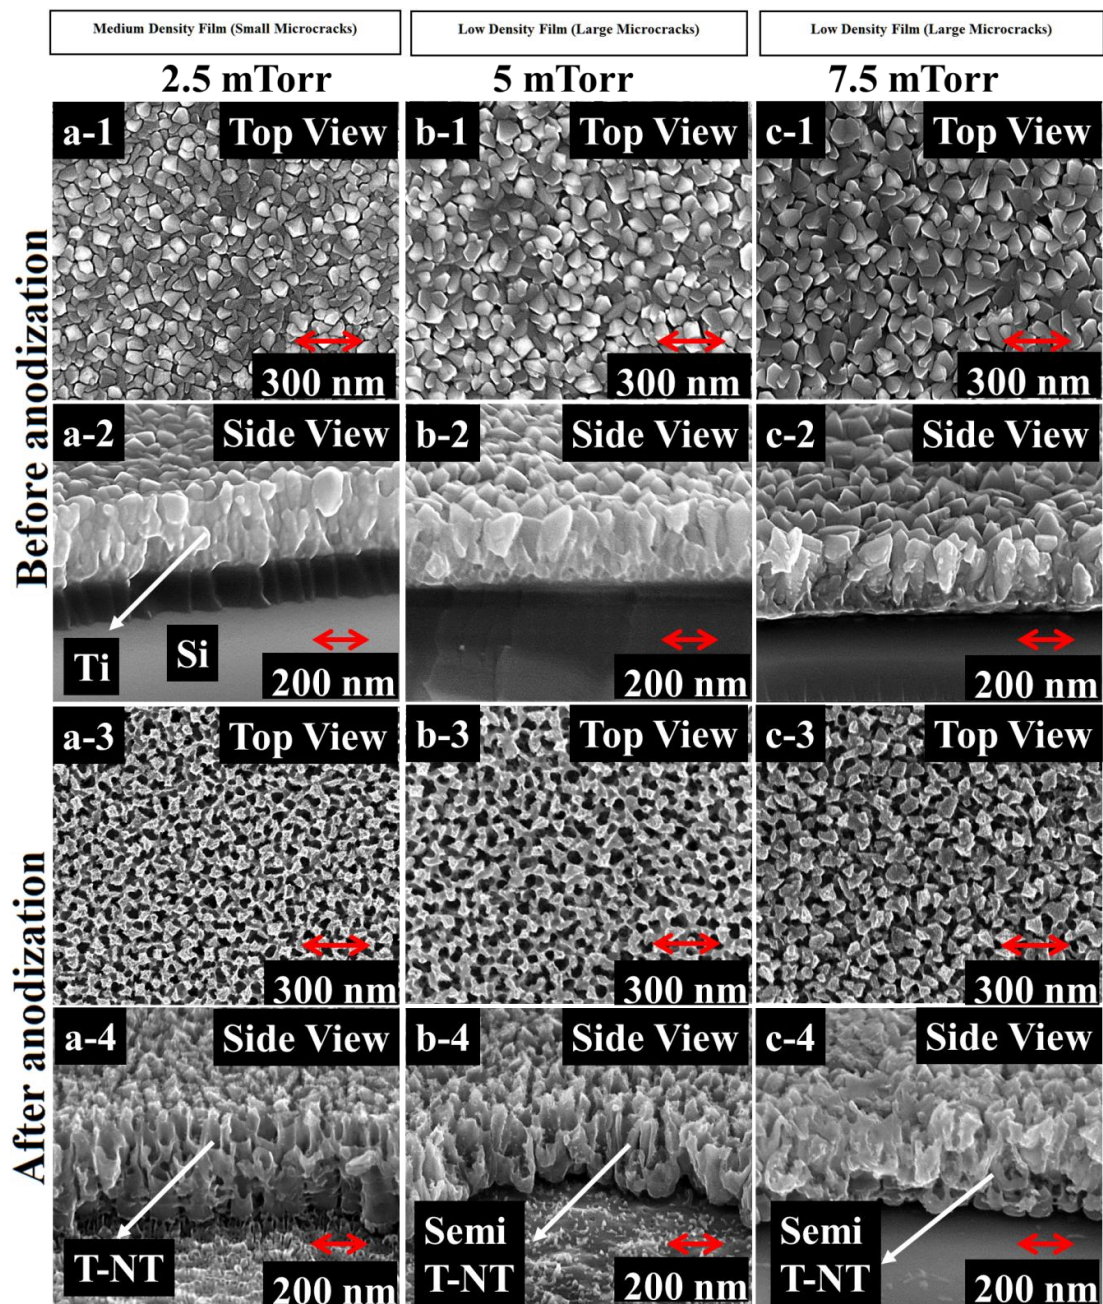 Medium Density Film (Small Microcracks)
Low Density Film (Large Microcracks)
Low Density Film (Large Microcracks)
2.5 mTorr
5 mTorr
7.5 mTorr
Before anodization
a-1
Top View
300 nm
b-1
Top View
300 nm
c-1
Top View
300 nm
a-2
Side View
Ti
Si
200 nm
b-2
Side View
200 nm
c-2
Side View
200 nm
After anodization
a-3
Top View
300 nm
b-3
Top View
300 nm
c-3
Top View
300 nm
a-4
Side View
T-NT
200 nm
b-4
Side View
Semi
T-NT
200 nm
c-4
Side View
Semi
T-NT
200 nm